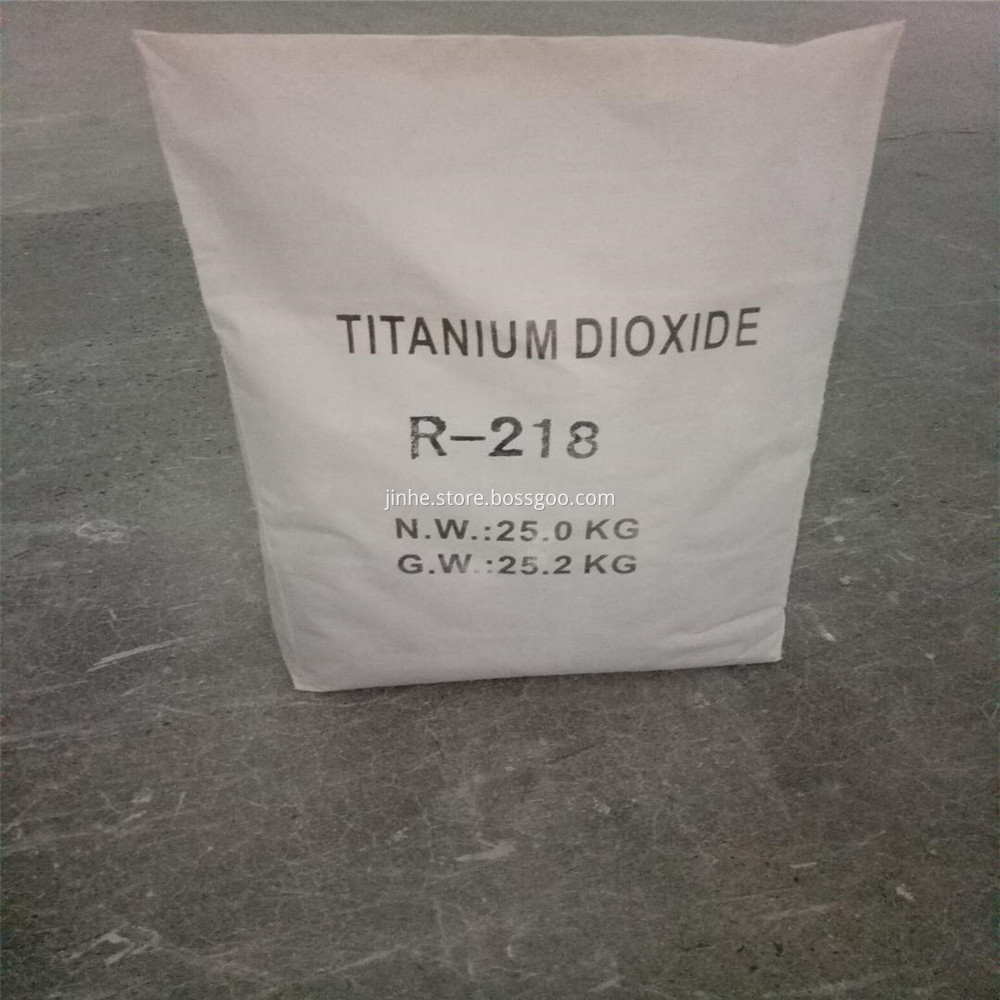 TITANIUM DIOXIDE
R-218
jinhe.store.bossgoo.com
N.W.:25.0 KG
G.W.:25.2 KG